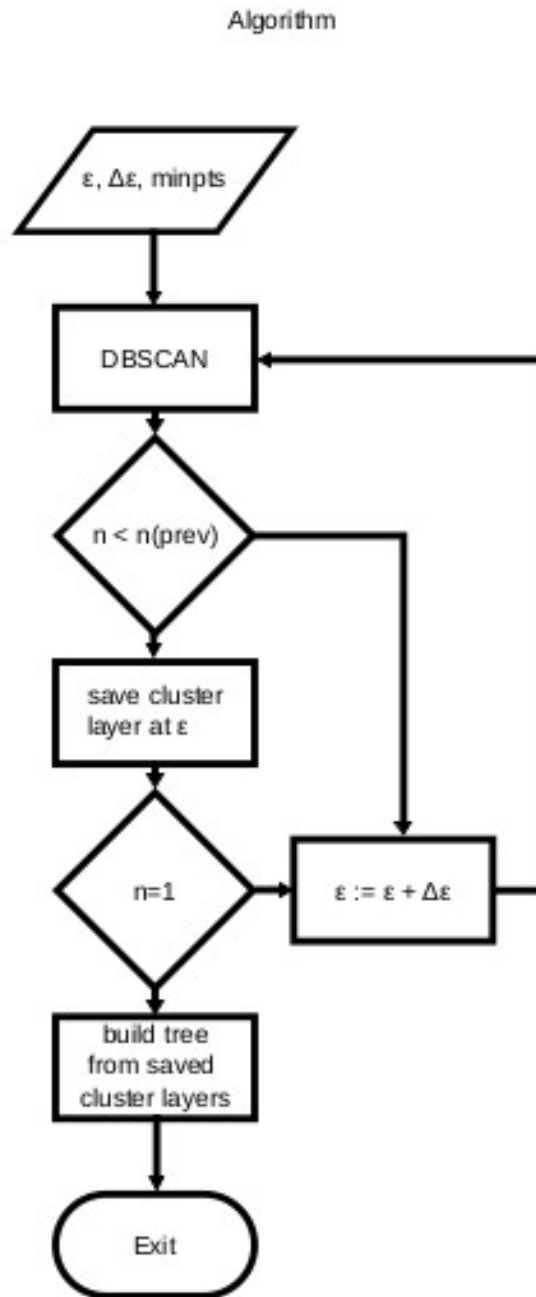 Algorithm
ε, Δε, minpts
DBSCAN
n < n(prev)
save cluster
layer at ε
n=1
ε := ε + Δε
build tree
from saved
cluster layers
Exit